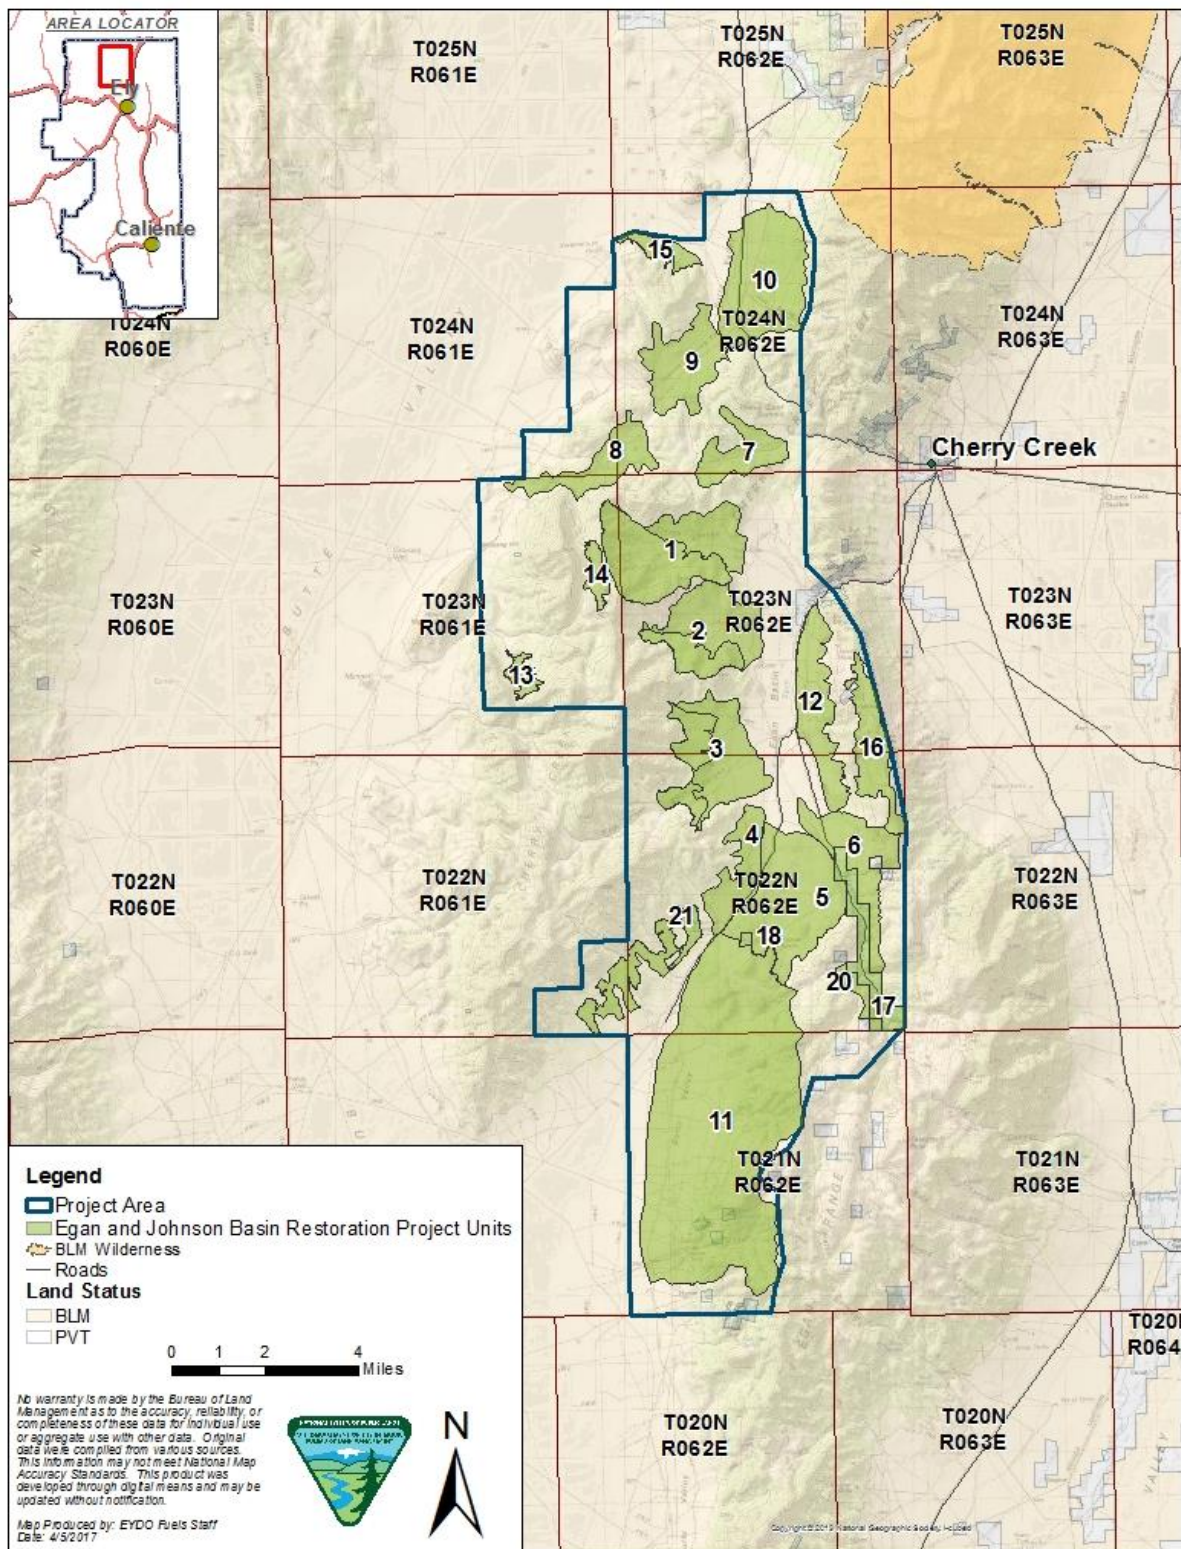 AREA LOCATOR
Ely
Caliente
T025N
R061E
T025N
R062E
T025N
R063E
T024N
R060E
T024N
R061E
T024N
R062E
T024N
R063E
15
10
9
8
7
Cherry Creek
1
14
T023N
R060E
T023N
R061E
T023N
R062E
T023N
R063E
2
13
12
3
16
4
6
T022N
R060E
T022N
R061E
T022N
R062E
T022N
R063E
5
21
18
20
17
11
T021N
R062E
T021N
R063E
T020N
R062E
T020N
R063E
T020
R064
Legend
Project Area
Egan and Johnson Basin Restoration Project Units
BLM Wilderness
Roads
Land Status
BLM
PVT
0 1 2 4
Miles
No warranty is made by the Bureau of Land
Management as to the accuracy, reliability, or
completeness of these data for individual use
or aggregate use with other data. Original
data were compiled from various sources.
This information may not meet National Map
Accuracy Standards. This product was
developed through digital means and may be
updated without notification.
Map Produced by: EYDO Fuels Staff
Date: 4/5/2017
N
BUTTE
VALLEY